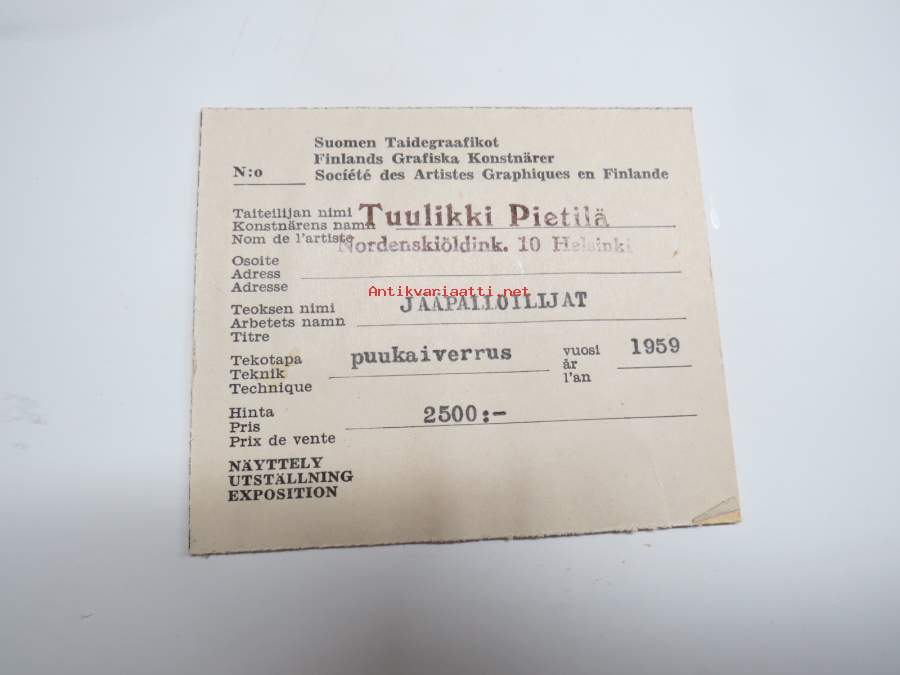 Suomen Taidegraafikot
Finlands Grafiska Konstnärer
N:o Société des Artistes Graphiques en Finlande
Taiteilijan nimi
Konstnärens namn Tuulikki Pietilä
Nom de l'artiste Nordenskiöldink. 10 Helsinki
Osoite
Adress
Adresse
Antikvariaatti.net
Teoksen nimi JÄÄPALLOILIJAT
Arbetets namn
Titre
Tekotapa puukaiverrus vuosi 1959
Teknik år
Technique l'an
Hinta 2500:-
Pris
Prix de vente
NÄYTTELY
UTSTÄLLNING
EXPOSITION